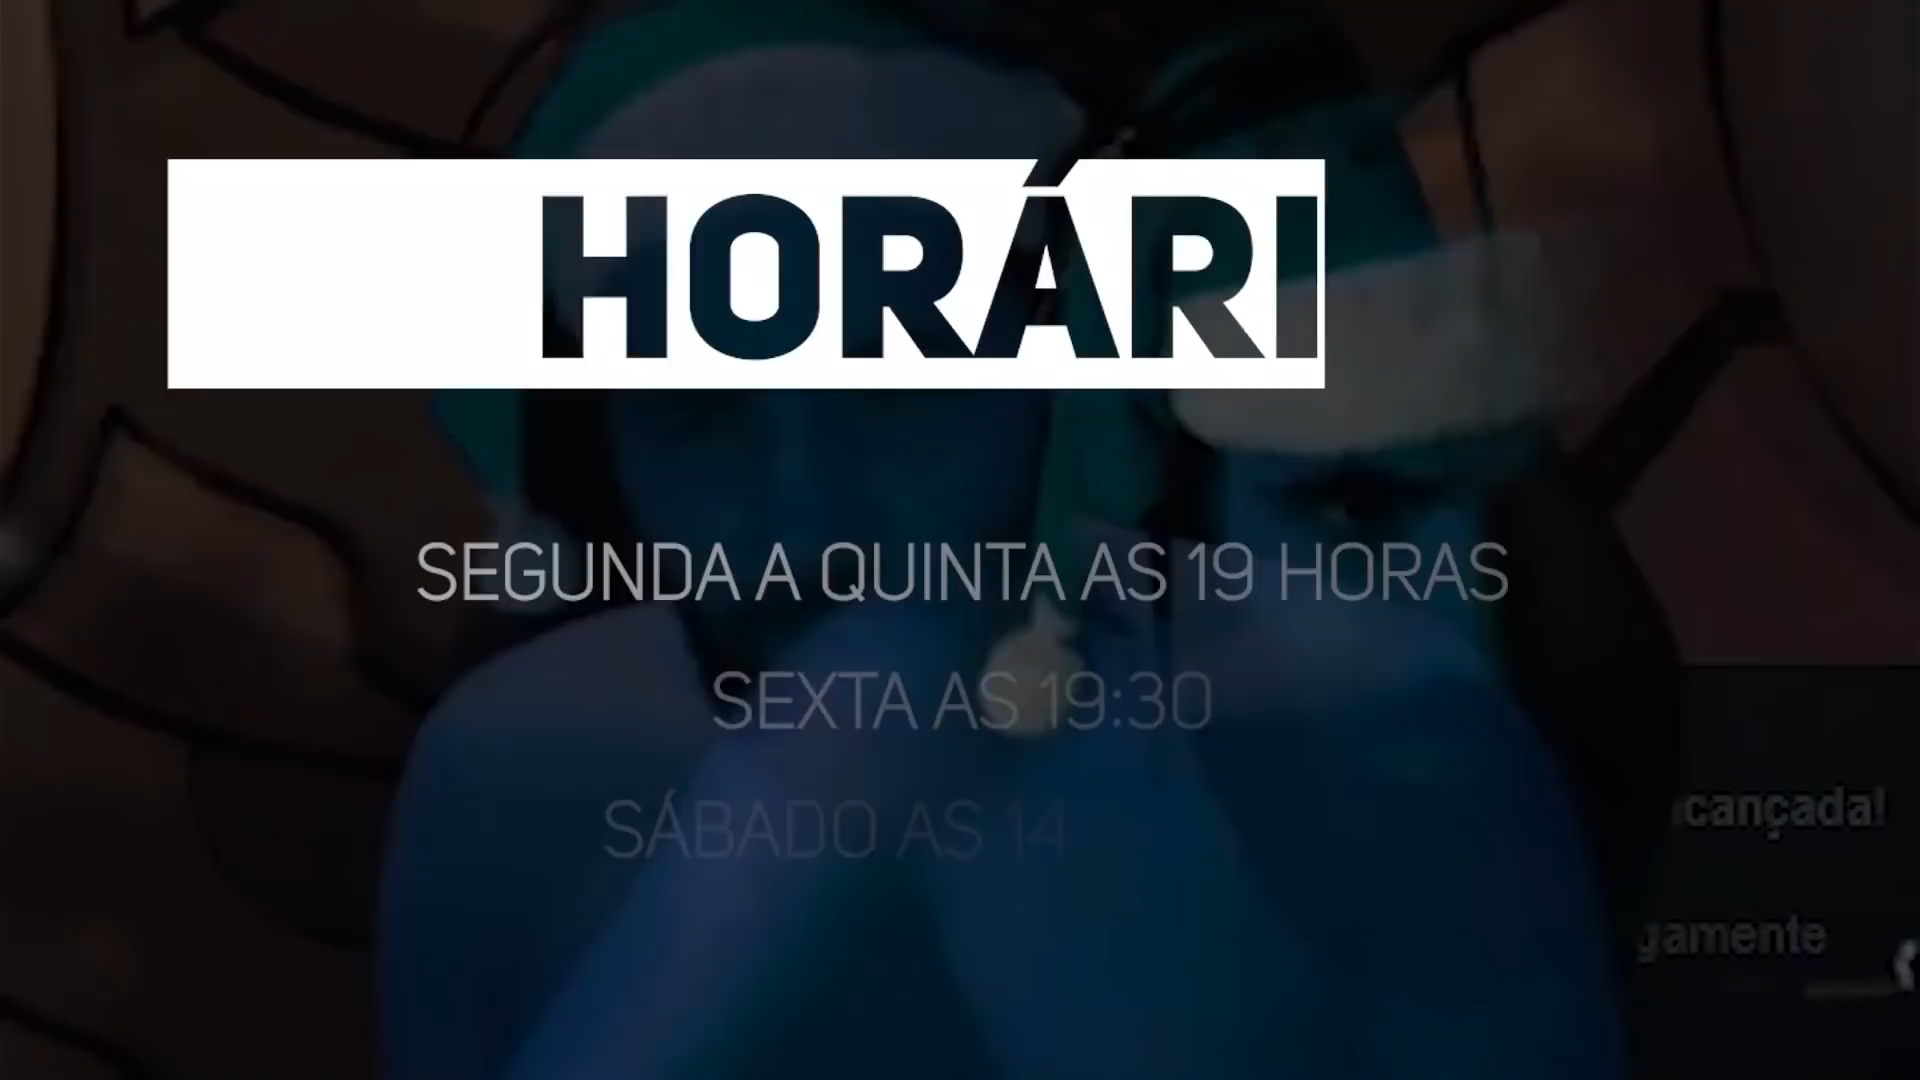 HORÁRI
SEGUNDA A QUINTA AS 19 HORAS
SEXTA AS 19:30
SÁBADO AS 14
cançada!
gamente